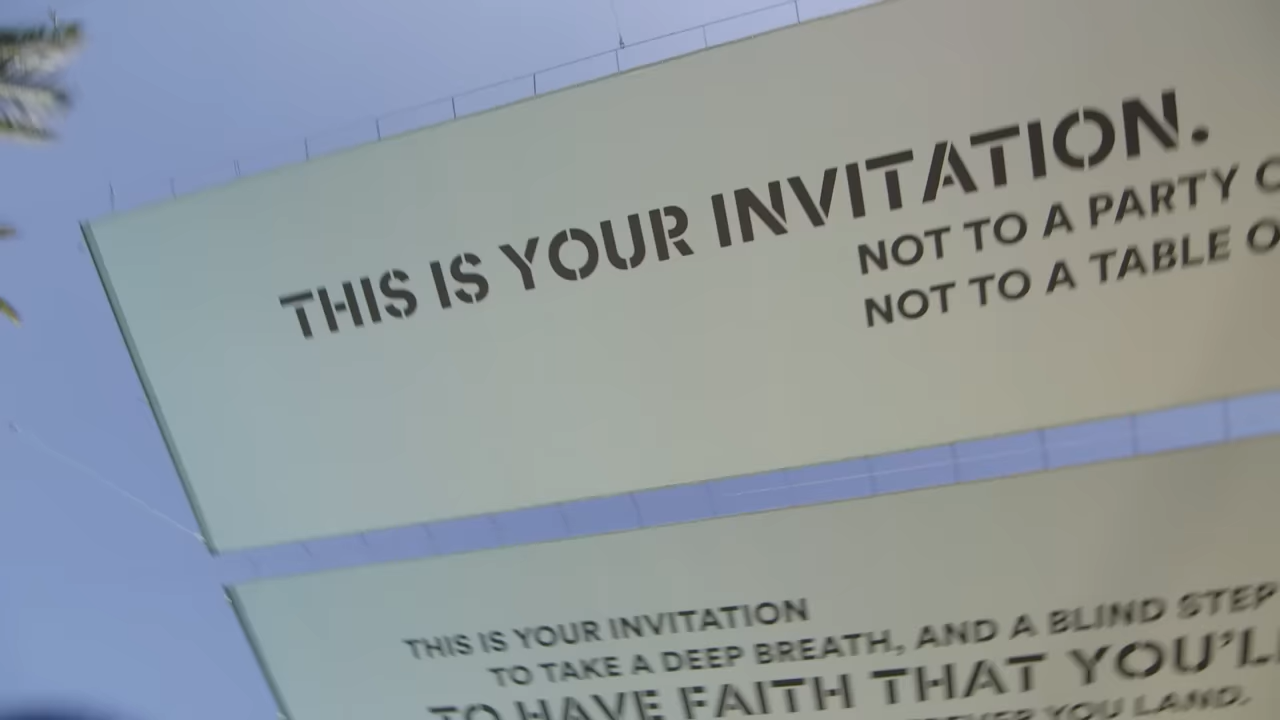 THIS IS YOUR INVITATION.
NOT TO A PARTY
NOT TO A TABLE
THIS IS YOUR INVITATION
TO TAKE A DEEP BREATH, AND A BLIND STEP
TO HAVE FAITH THAT YOU'LL
YOU LAND.